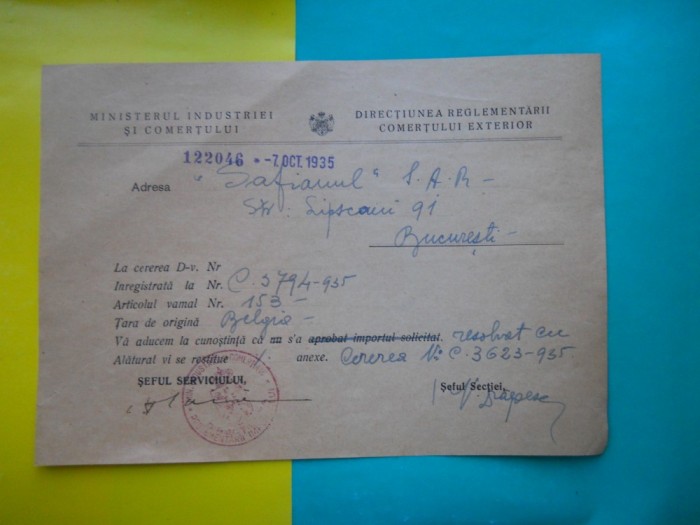 MINISTERUL INDUSTRIEI
ȘI COMERȚULUI
DIRECȚIUNEA REGLEMENTĂRII
COMERȚULUI EXTERIOR
122046 * -7 OCT. 1935
Adresa „Safianul“ S.A.R. –
Str. Lipscani 91
București –
La cererea D-v. Nr
Inregistrată la Nr. C. 3794-935
Articolul vamal Nr. 153 –
Țara de origină Belgia –
Vă aducem la cunoștință că nu s'a aprobat importul solicitat. rezolvat cu
Alăturat vi se restitue /. anexe. Cererea No C. 3623-935
ȘEFUL SERVICIULUI,
Șeful Secției,